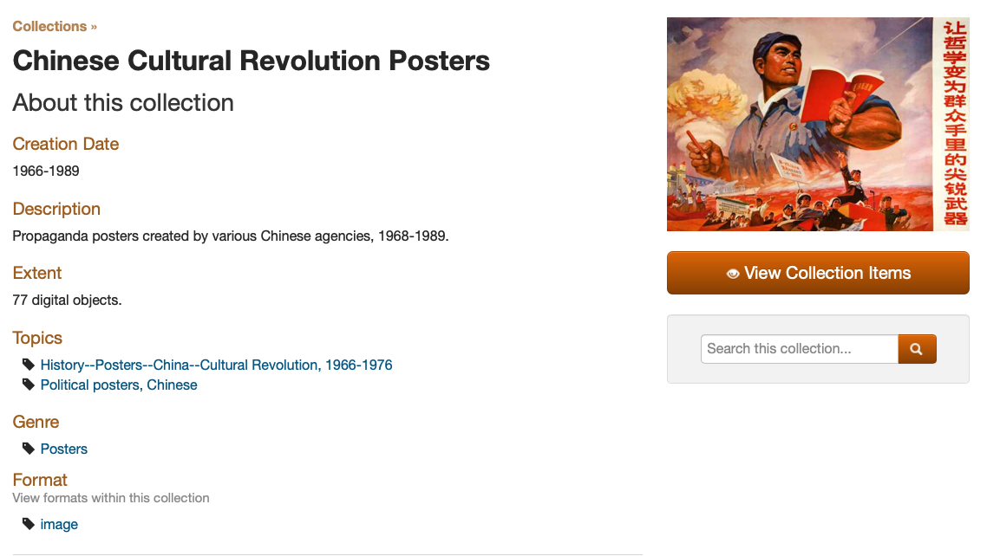 Collections »
Chinese Cultural Revolution Posters
About this collection
Creation Date
1966-1989
Description
Propaganda posters created by various Chinese agencies, 1968-1989.
Extent
77 digital objects.
Topics
History--Posters--China--Cultural Revolution, 1966-1976
Political posters, Chinese
Genre
Posters
Format
View formats within this collection
image
让哲学变为群众手里的尖锐武器
View Collection Items
Search this collection...